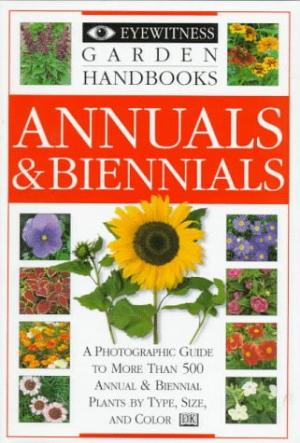 EYEWITNESS
GARDEN
HANDBOOKS
ANNUALS
& BIENNIALS
A PHOTOGRAPHIC GUIDE
TO MORE THAN 500
ANNUAL & BIENNIAL
PLANTS BY TYPE, SIZE,
AND COLOR DK